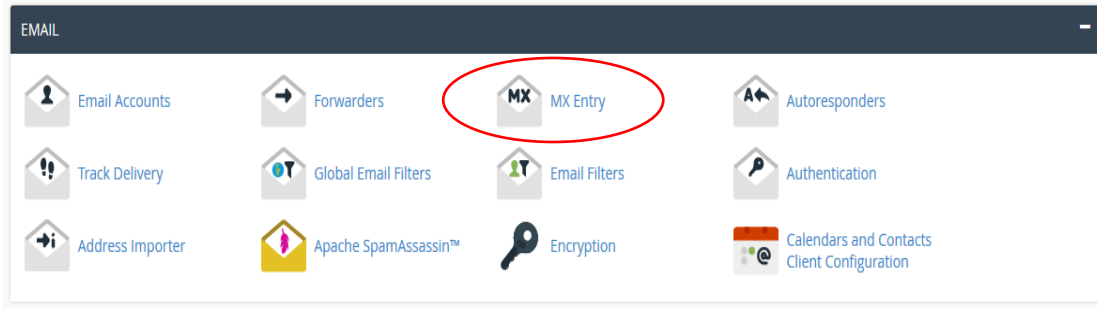 EMAIL
Email Accounts
Forwarders
MX MX Entry
A Autoresponders
Track Delivery
Global Email Filters
Email Filters
Authentication
Address Importer
Apache SpamAssassin™
Encryption
@ Calendars and Contacts
Client Configuration